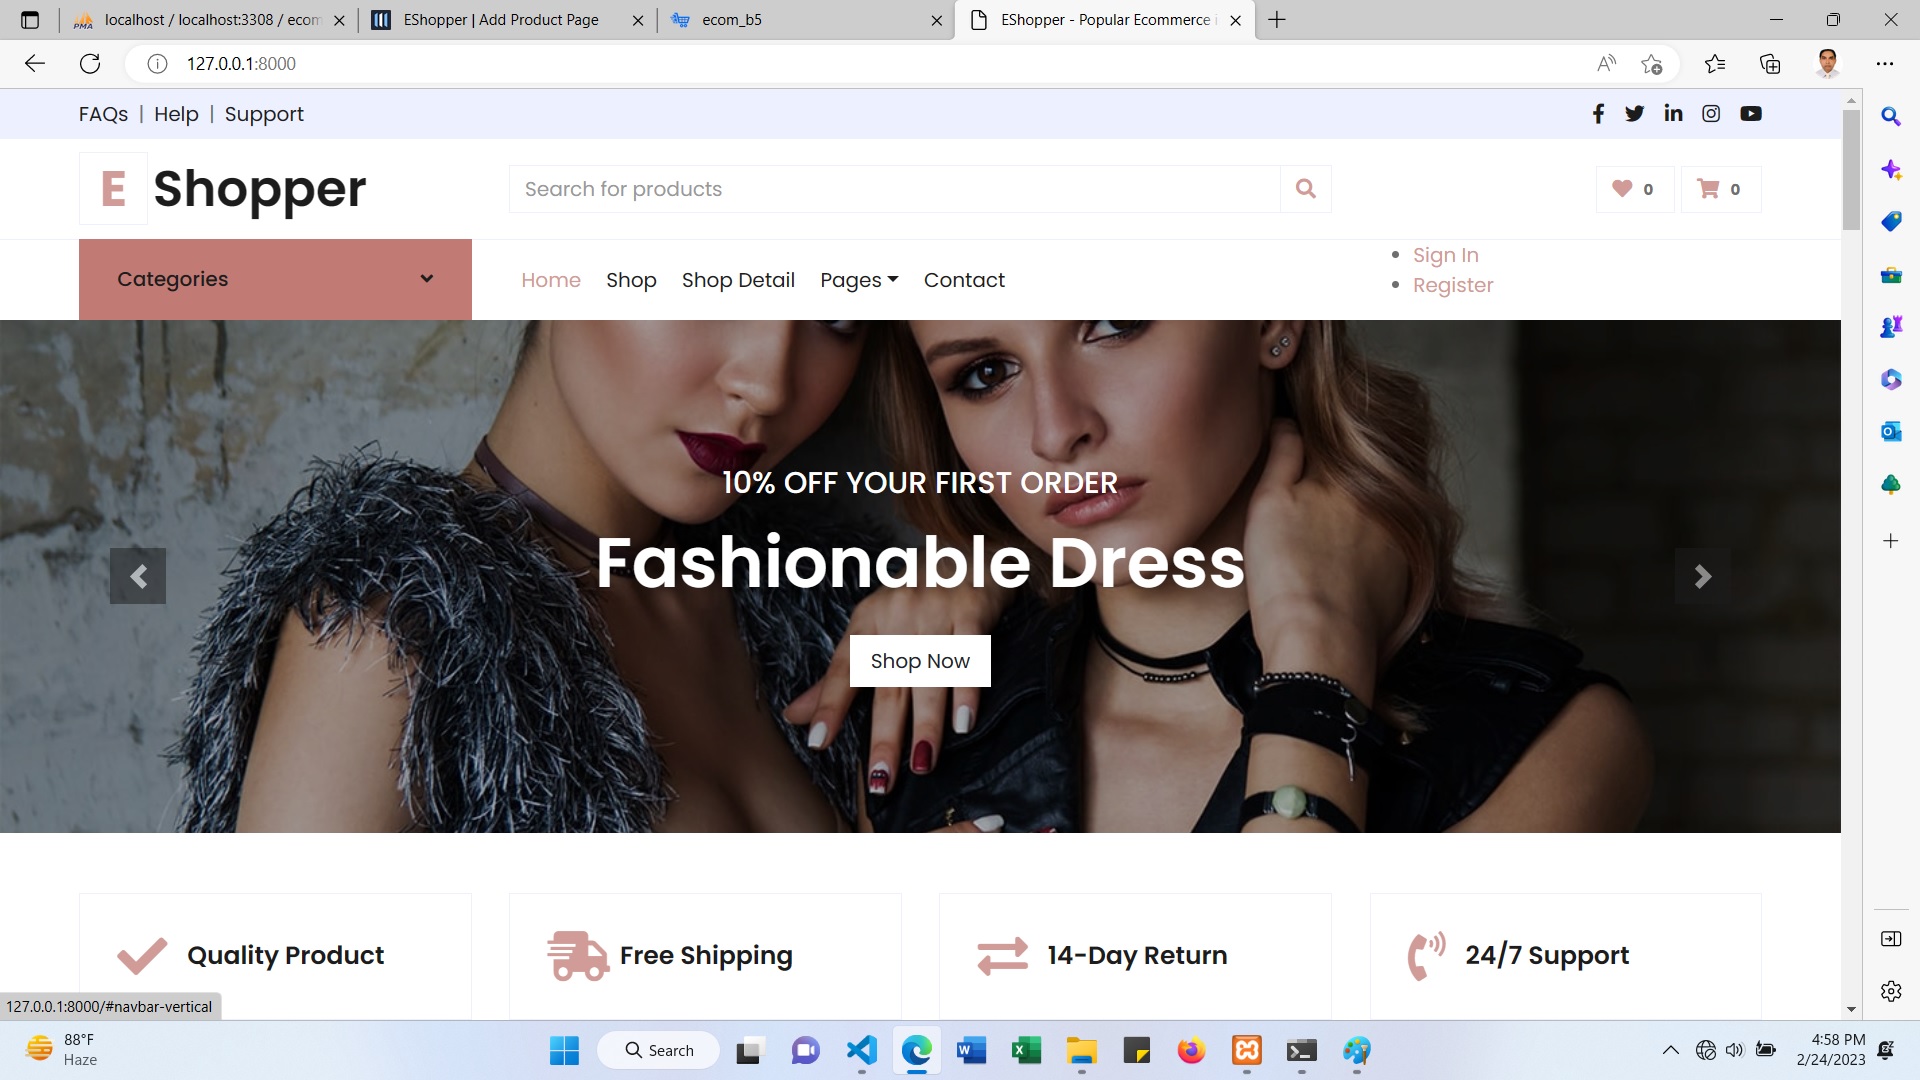 localhost / localhost:3308 / ecom
EShopper | Add Product Page
ecom_b5
EShopper - Popular Ecommerce
127.0.0.1:8000
FAQs | Help | Support
E Shopper
Search for products
0
0
Categories
Home
Shop
Shop Detail
Pages
Contact
Sign In
Register
10% OFF YOUR FIRST ORDER
Fashionable Dress
Shop Now
Quality Product
Free Shipping
14-Day Return
24/7 Support
127.0.0.1:8000/#navbar-vertical
88°F
Haze
Search
4:58 PM
2/24/2023